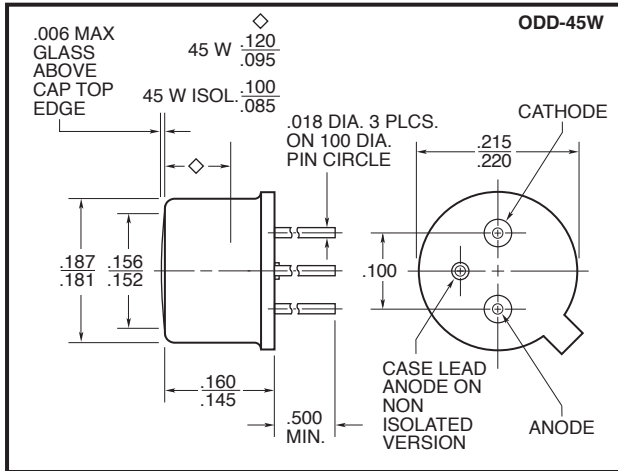 ODD-45W
.006 MAX
GLASS
ABOVE
CAP TOP
EDGE
45 W .120
.095
45 W ISOL. .100
.085
.018 DIA. 3 PLCS.
ON 100 DIA.
PIN CIRCLE
CATHODE
.215
.220
.187
.181
.156
.152
.100
.160
.145
.500
MIN.
CASE LEAD
ANODE ON
NON
ISOLATED
VERSION
ANODE